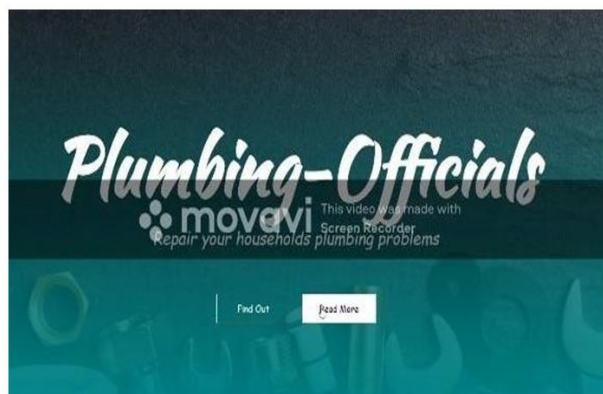 Plumbing-Officials
movavi
This video was made with
Screen Recorder
Repair your households plumbing problems
Find Out
Read More